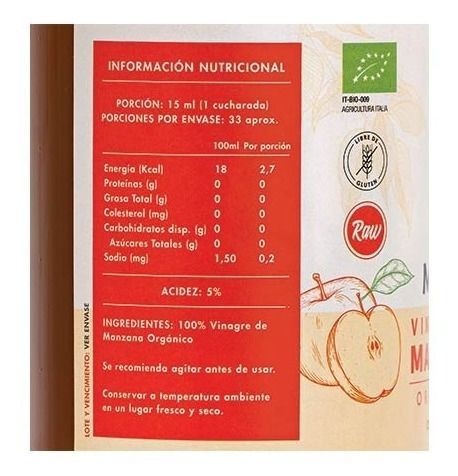 INFORMACIÓN NUTRICIONAL
PORCIÓN: 15 ml (1 cucharada)
PORCIONES POR ENVASE: 33 aprox.
100ml Por porción
Energía (Kcal) 18 2,7
Proteínas (g) 0 0
Grasa Total (g) 0 0
Colesterol (mg) 0 0
Carbohidratos disp. (g) 0 0
Azúcares Totales (g) 0 0
Sodio (mg) 1,50 0,2
ACIDEZ: 5%
INGREDIENTES: 100% Vinagre de
Manzana Orgánico
Se recomienda agitar antes de usar.
Conservar a temperatura ambiente
en un lugar fresco y seco.
LOTE Y VENCIMIENTO: VER ENVASE
IT-BIO-009
AGRICULTURA ITALIA
LIBRE DE
GLUTEN
Raw
VIN
MA